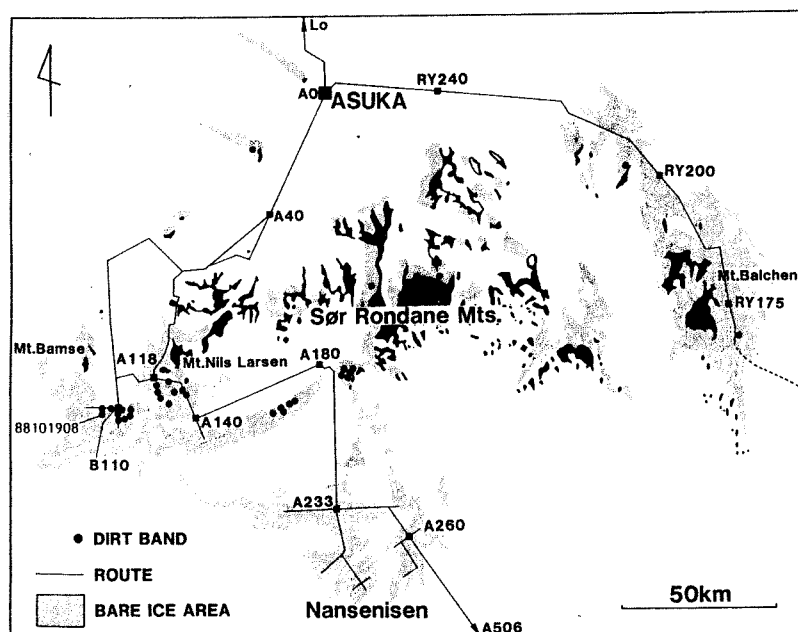 Lo
RY240
A0
ASUKA
RY200
A40
Mt.Balchen
RY175
Sør Rondane Mts.
Mt.Bamse
A118
Mt.Nils Larsen
A180
88101908
A140
B110
A233
A260
DIRT BAND
ROUTE
50km
BARE ICE AREA
Nansenisen
A506